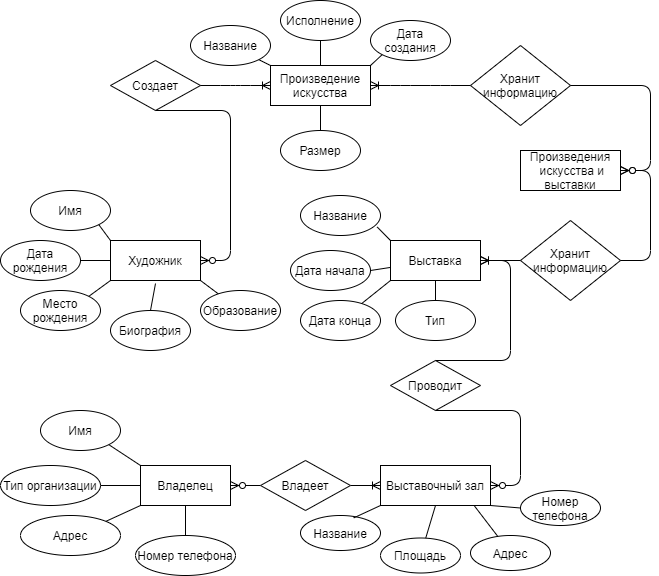 Исполнение
Название
Дата
создания
Создает
Произведение
искусства
Хранит
информацию
Размер
Произведения
искусства и
выставки
Имя
Название
Дата
рождения
Художник
Дата начала
Выставка
Хранит
информацию
Место
рождения
Биография
Образование
Дата конца
Тип
Проводит
Имя
Тип организации
Владелец
Владеет
Выставочный зал
Номер
телефона
Адрес
Номер телефона
Название
Площадь
Адрес